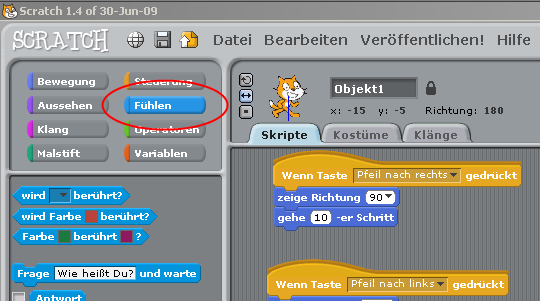 Scratch 1.4 of 30-Jun-09
SCRATCH Datei Bearbeiten Veröffentlichen! Hilfe
Bewegung Steuerung
Aussehen Fühlen
Klang Operatoren
Malstift Variablen
wird berührt?
wird Farbe berührt?
Farbe berührt ?
Frage Wie heißt Du? und warte
Antwort
Objekt1
x: -15 y: -5 Richtung: 180
Skripte Kostüme Klänge
Wenn Taste Pfeil nach rechts gedrückt
zeige Richtung 90
gehe 10 -er Schritt
Wenn Taste Pfeil nach links gedrückt